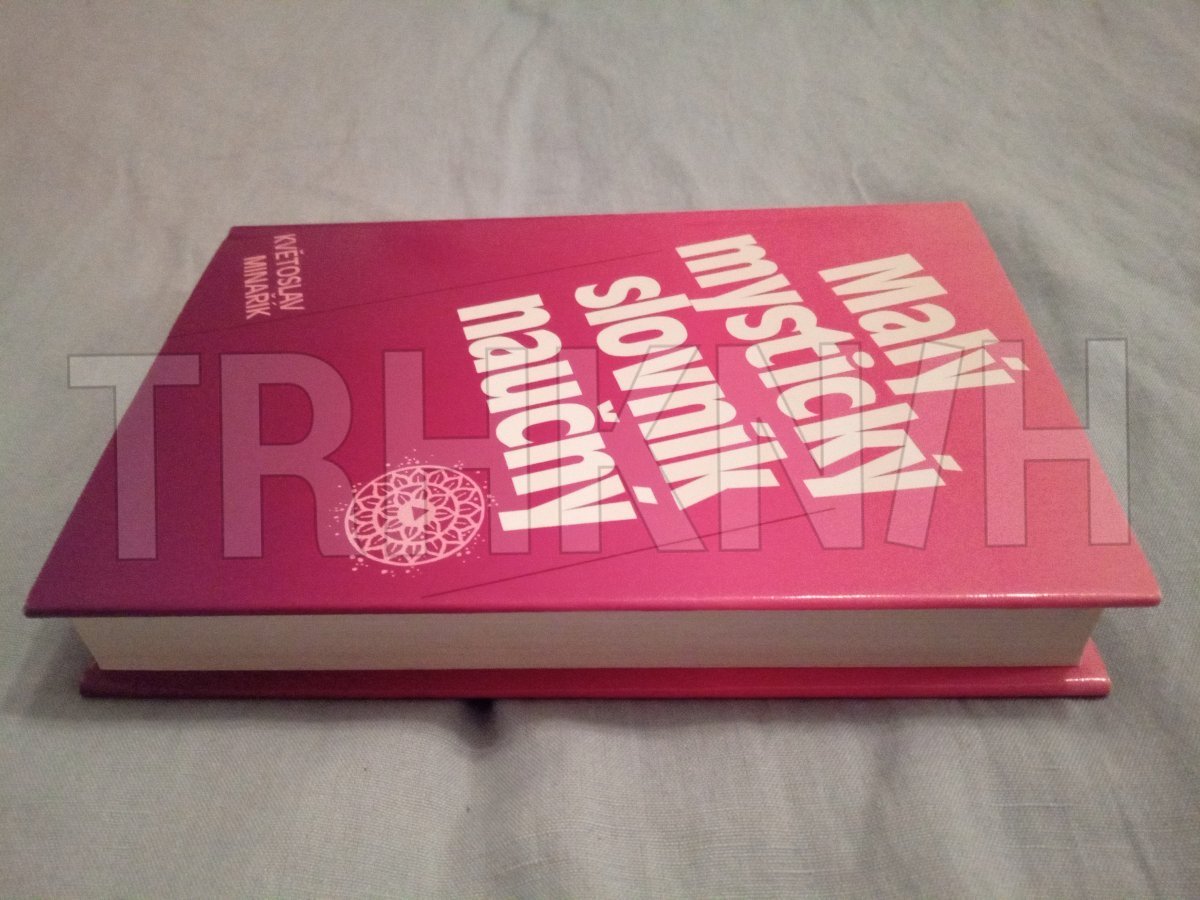 KVĚTOSLAV
MINAŘÍK
Malý
mystický
slovník
naučný
TRHKNIH